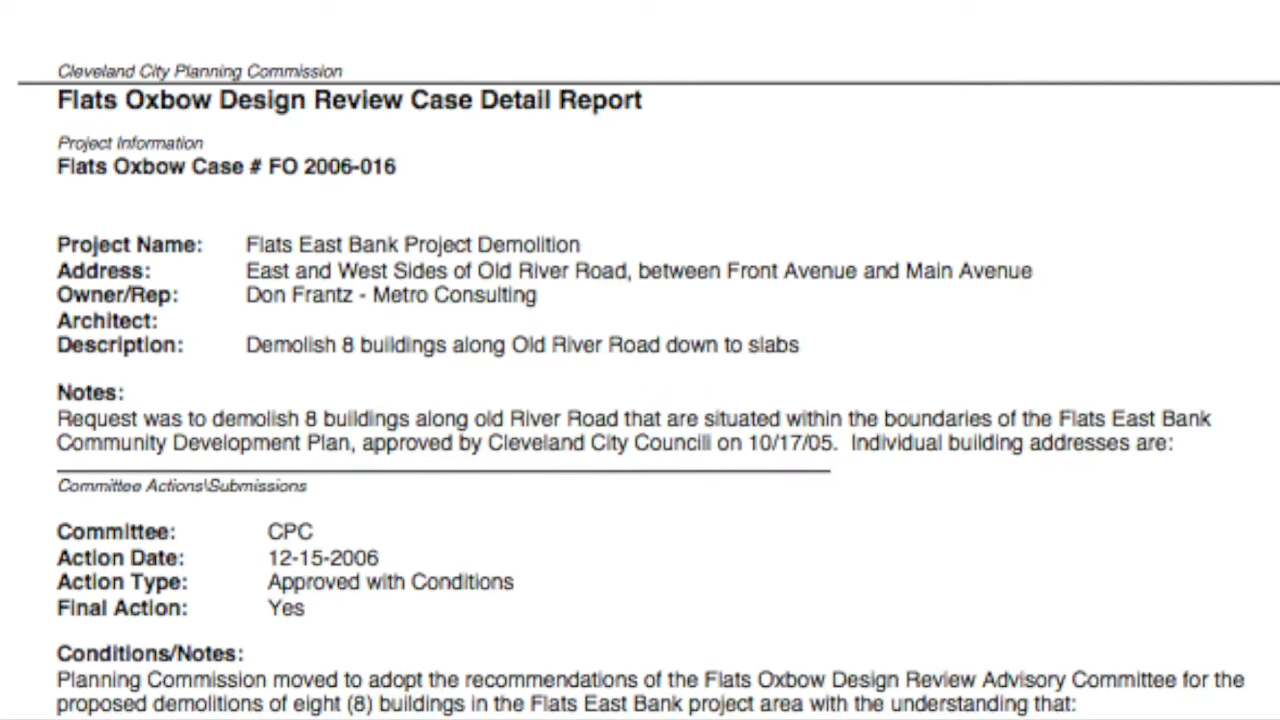 Cleveland City Planning Commission
Flats Oxbow Design Review Case Detail Report
Project Information
Flats Oxbow Case # FO 2006-016
Project Name: Flats East Bank Project Demolition
Address: East and West Sides of Old River Road, between Front Avenue and Main Avenue
Owner/Rep: Don Frantz - Metro Consulting
Architect:
Description: Demolish 8 buildings along Old River Road down to slabs
Notes:
Request was to demolish 8 buildings along old River Road that are situated within the boundaries of the Flats East Bank
Community Development Plan, approved by Cleveland City Councili on 10/17/05. Individual building addresses are:
Committee Actions\Submissions
Committee: CPC
Action Date: 12-15-2006
Action Type: Approved with Conditions
Final Action: Yes
Conditions/Notes:
Planning Commission moved to adopt the recommendations of the Flats Oxbow Design Review Advisory Committee for the
proposed demolitions of eight (8) buildings in the Flats East Bank project area with the understanding that: